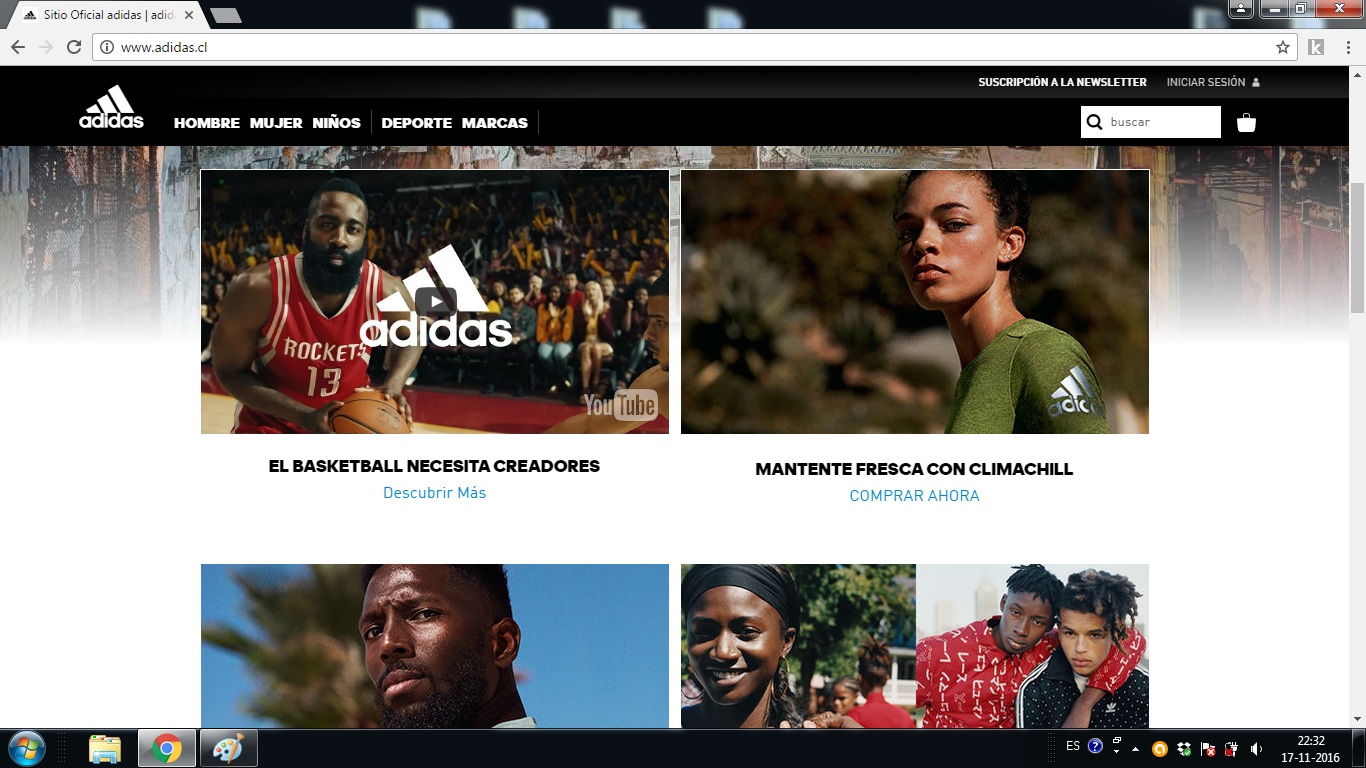 Sitio Oficial adidas | adid
www.adidas.cl
SUSCRIPCIÓN A LA NEWSLETTER
INICIAR SESIÓN
adidas
HOMBRE MUJER NIÑOS DEPORTE MARCAS
buscar
ROCKETS
13
adidas
YouTube
adidas
EL BASKETBALL NECESITA CREADORES
Descubrir Más
MANTENTE FRESCA CON CLIMACHILL
COMPRAR AHORA
ES
22:32
17-11-2016